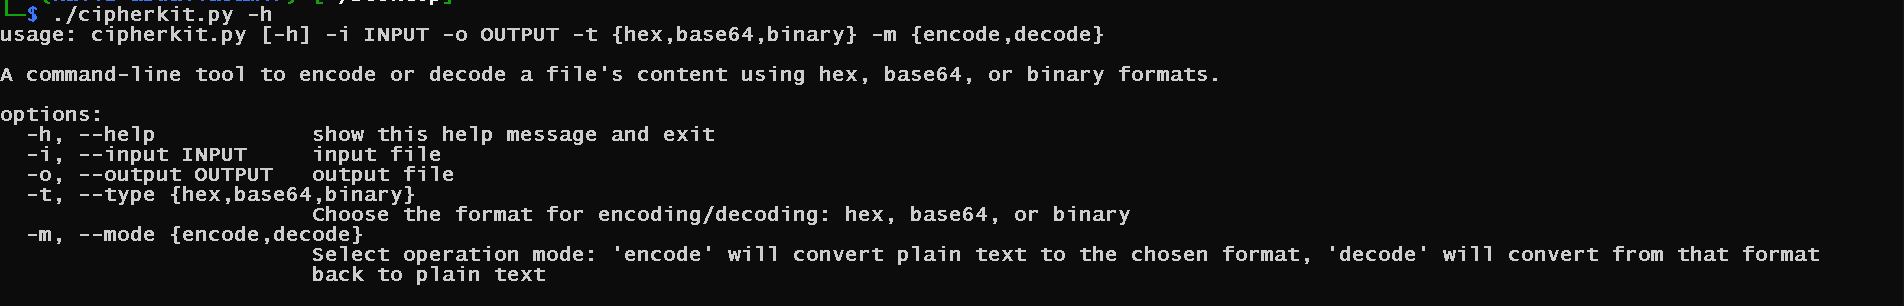 $ ./cipherkit.py -h
usage: cipherkit.py [-h] -i INPUT -o OUTPUT -t {hex,base64,binary} -m {encode,decode}
A command-line tool to encode or decode a file's content using hex, base64, or binary formats.
options:
-h, --help show this help message and exit
-i, --input INPUT input file
-o, --output OUTPUT output file
-t, --type {hex,base64,binary}
Choose the format for encoding/decoding: hex, base64, or binary
-m, --mode {encode,decode}
Select operation mode: 'encode' will convert plain text to the chosen format, 'decode' will convert from that format
back to plain text